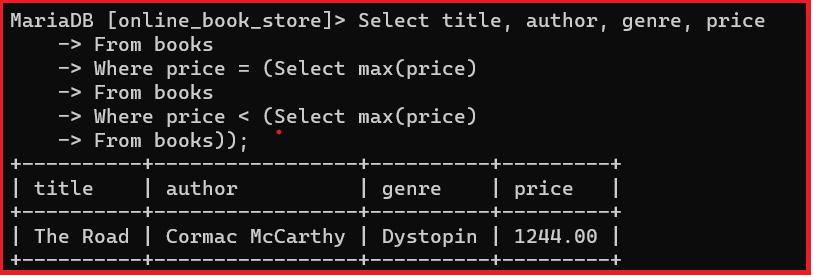 MariaDB [online_book_store]> Select title, author, genre, price
    -> From books
    -> Where price = (Select max(price)
    -> From books
    -> Where price < (Select max(price)
    -> From books));
+----------+-----------------+----------+---------+
| title    | author          | genre    | price   |
+----------+-----------------+----------+---------+
| The Road | Cormac McCarthy | Dystopin | 1244.00 |
+----------+-----------------+----------+---------+